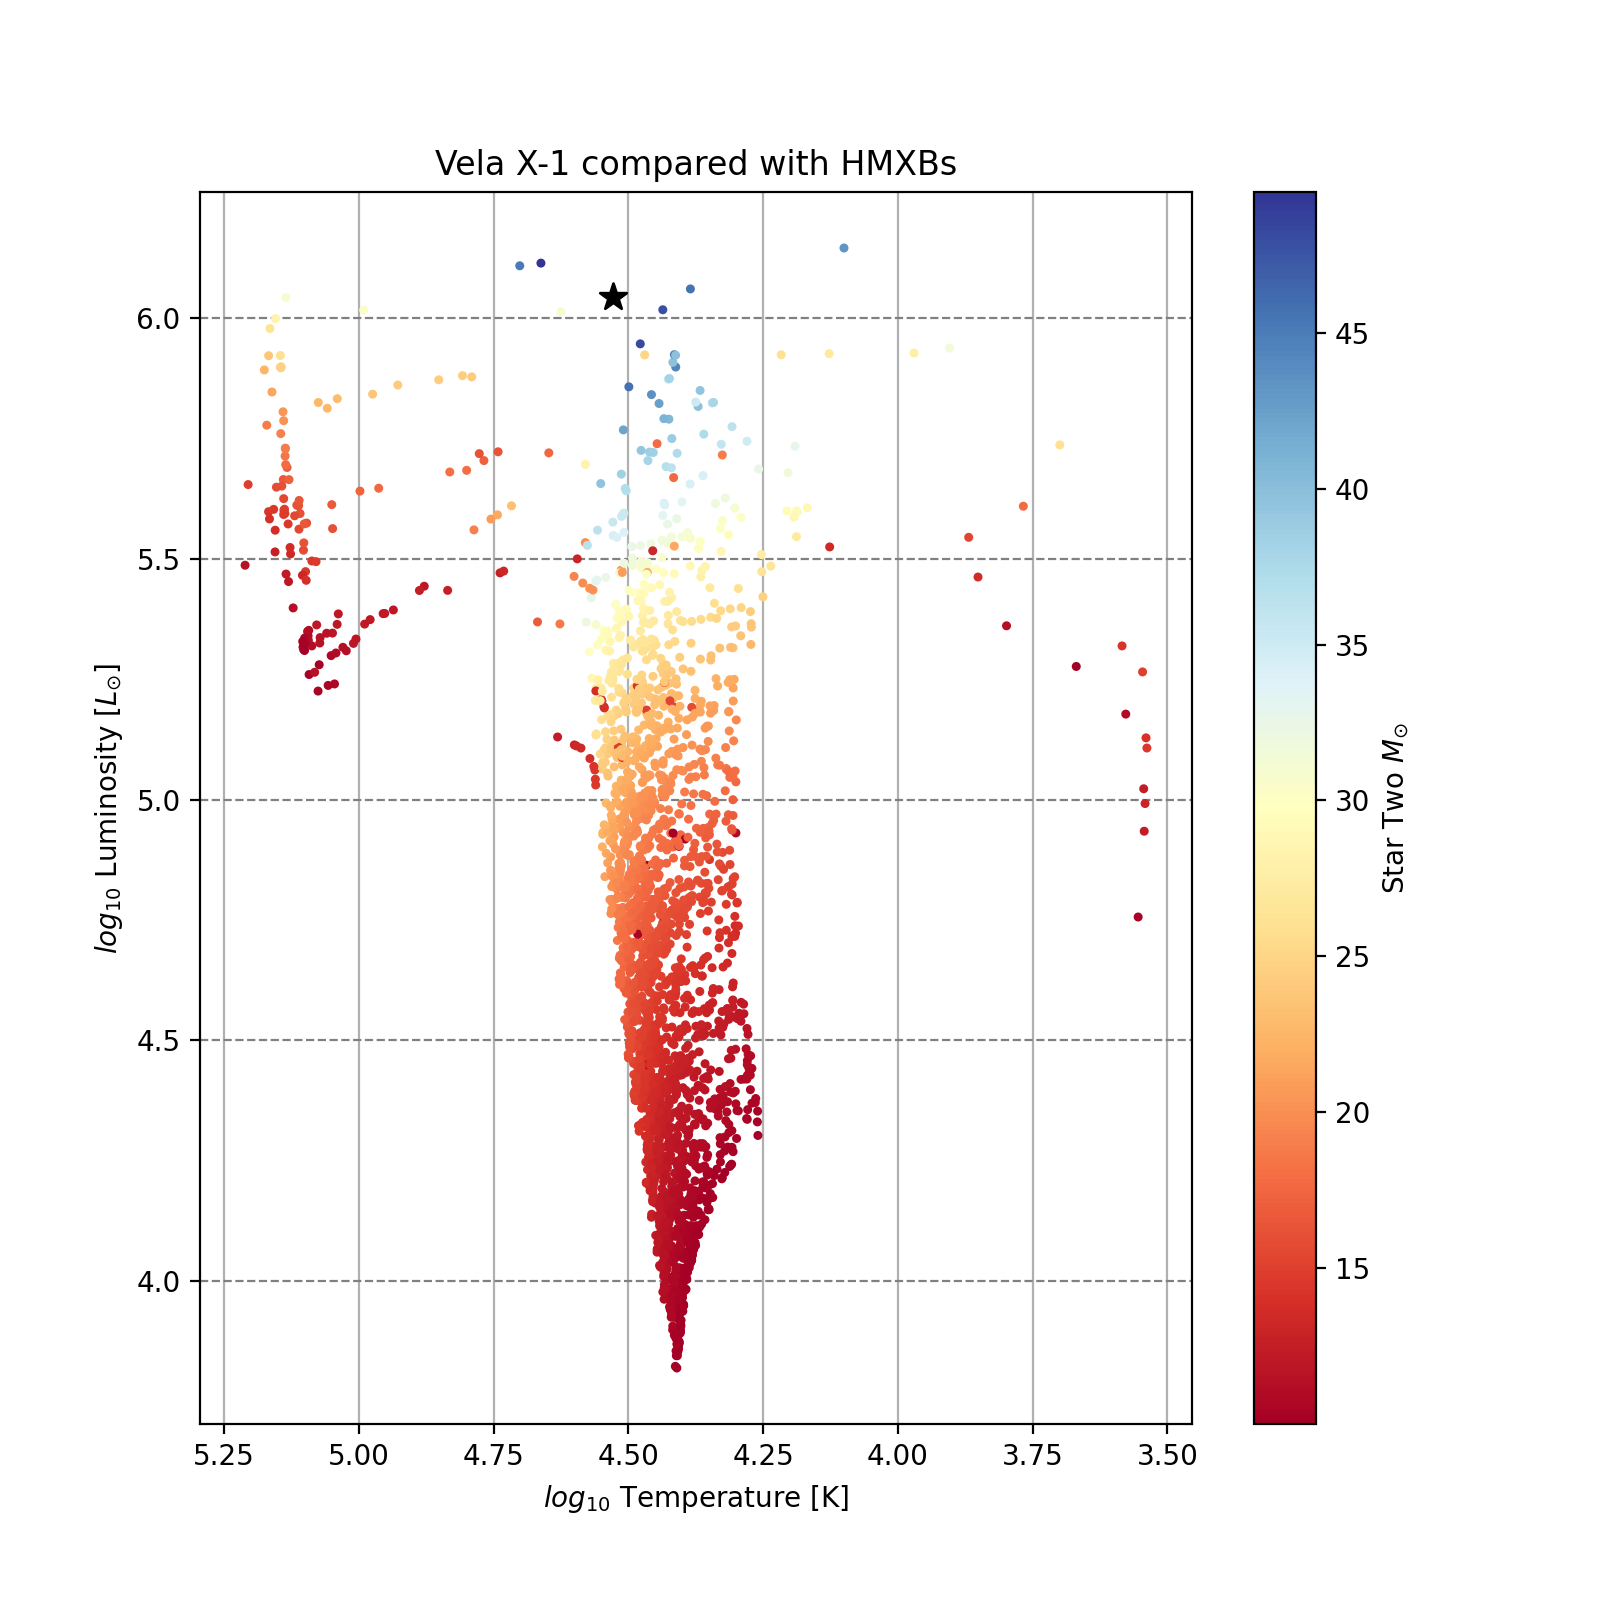 Vela X-1 compared with HMXBs
6.0
5.5
5.0
4.5
4.0
log₁₀ Luminosity [L☉]
5.25 5.00 4.75 4.50 4.25 4.00 3.75 3.50
log₁₀ Temperature [K]
45
40
35
30
25
20
15
Star Two M☉